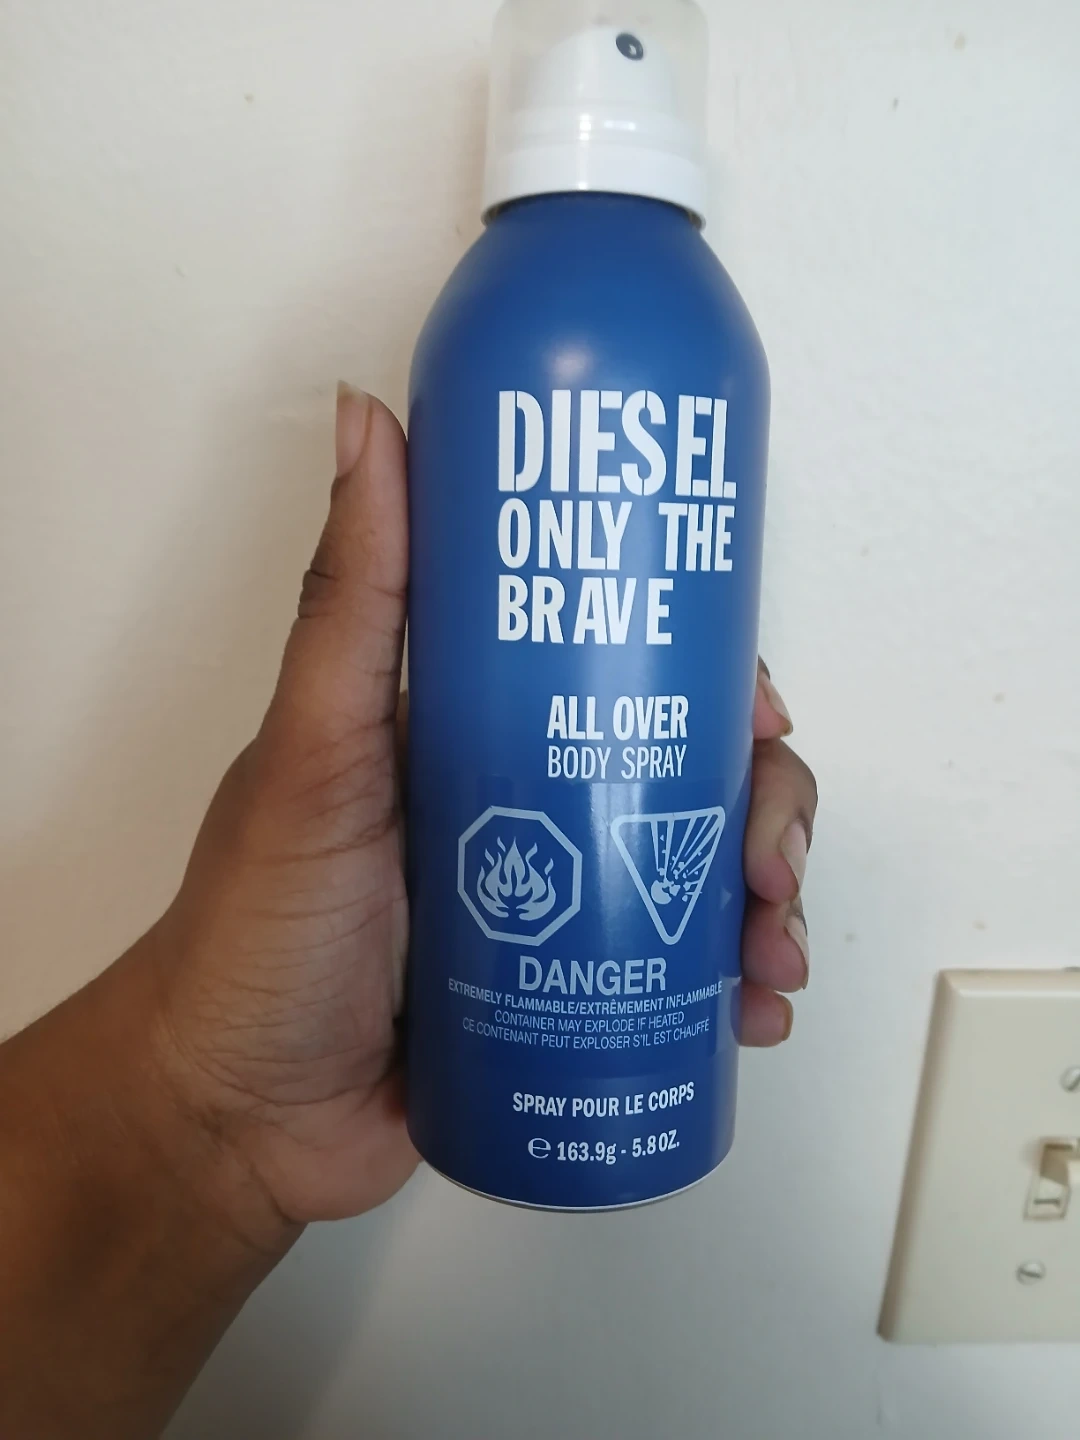 DIESEL
ONLY THE
BRAVE
ALL OVER
BODY SPRAY
DANGER
EXTREMELY FLAMMABLE/EXTRÊMEMENT INFLAMMABLE
CONTAINER MAY EXPLODE IF HEATED
CE CONTENANT PEUT EXPLOSER S'IL EST CHAUFFÉ
SPRAY POUR LE CORPS
℮ 163.9g - 5.8 OZ.